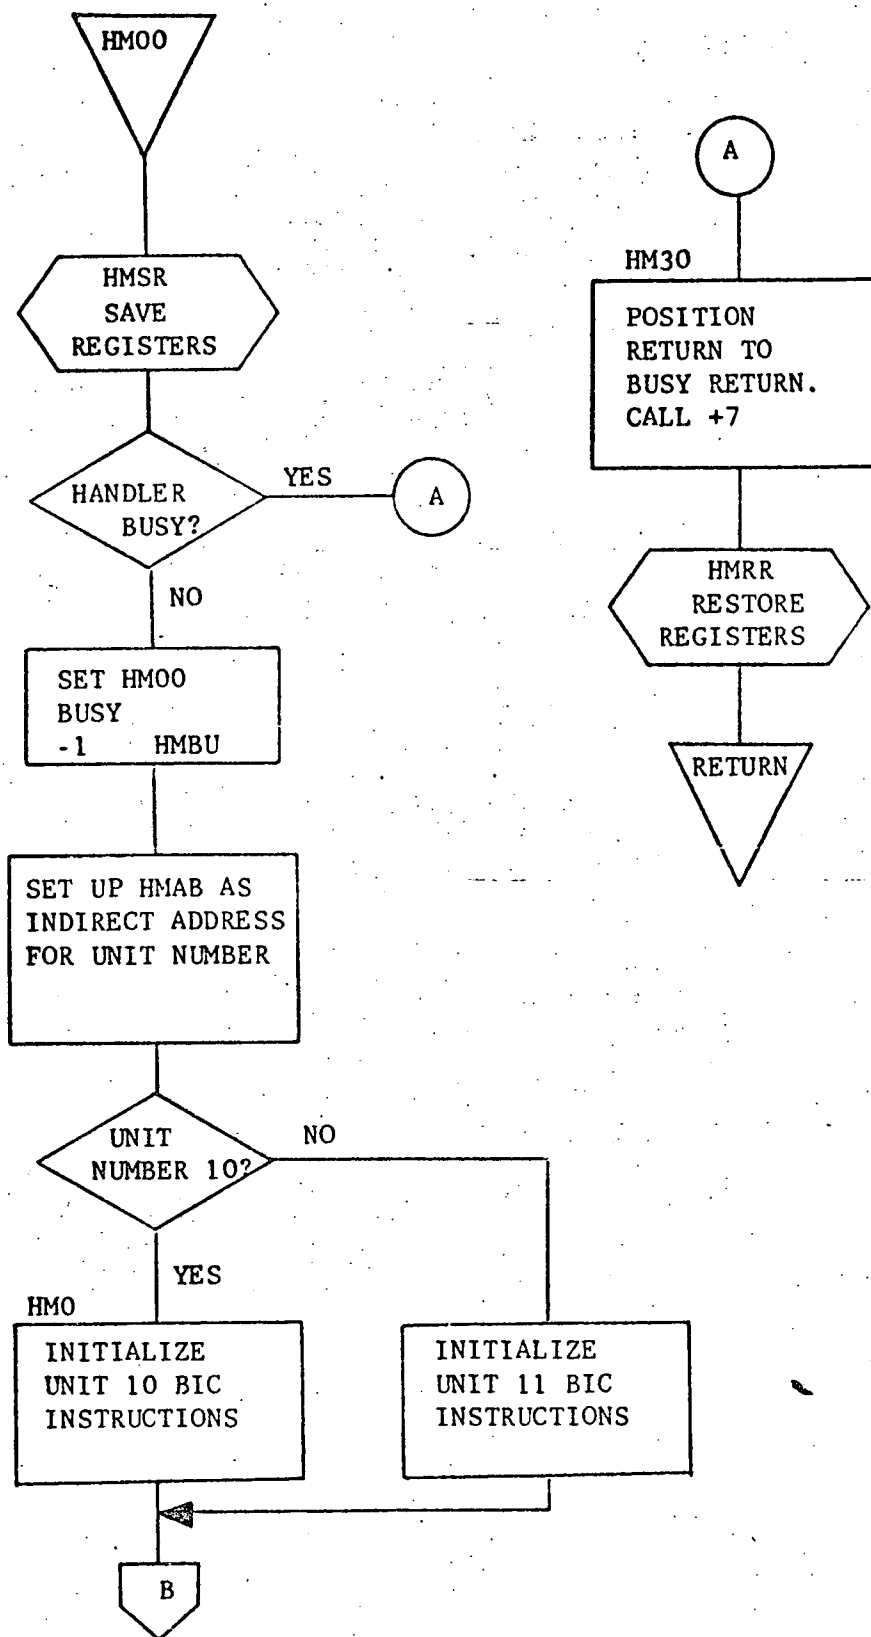 HM00
HMSR
SAVE
REGISTERS
HANDLER
BUSY?
YES
A
NO
SET HM00
BUSY
-1 HMBU
SET UP HMAB AS
INDIRECT ADDRESS
FOR UNIT NUMBER
UNIT
NUMBER 10?
NO
YES
HM0
INITIALIZE
UNIT 10 BIC
INSTRUCTIONS
INITIALIZE
UNIT 11 BIC
INSTRUCTIONS
B
A
HM30
POSITION
RETURN TO
BUSY RETURN.
CALL +7
HMRR
RESTORE
REGISTERS
RETURN